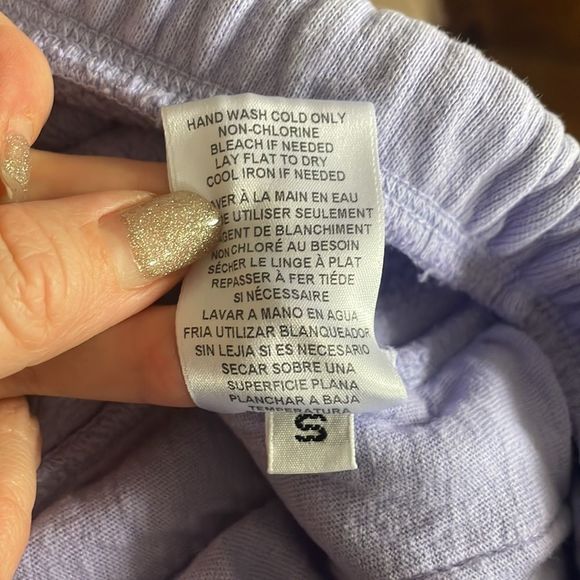 HAND WASH COLD ONLY
NON-CHLORINE
BLEACH IF NEEDED
LAY FLAT TO DRY
COOL IRON IF NEEDED
À LA MAIN EN EAU
UTILISER SEULEMENT
DE BLANCHIMENT
NON CHLORÉ AU BESOIN
SÉCHER LE LINGE À PLAT
REPASSER À FER TIÉDE
SI NÉCESSAIRE
LAVAR A MANO EN AGUA
FRIA UTILIZAR BLANQUEADOR
SIN LEJIA SI ES NECESARIO
SECAR SOBRE UNA
SUPERFICIE PLANA
PLANCHAR A BAJA
TEMPERATURA
S